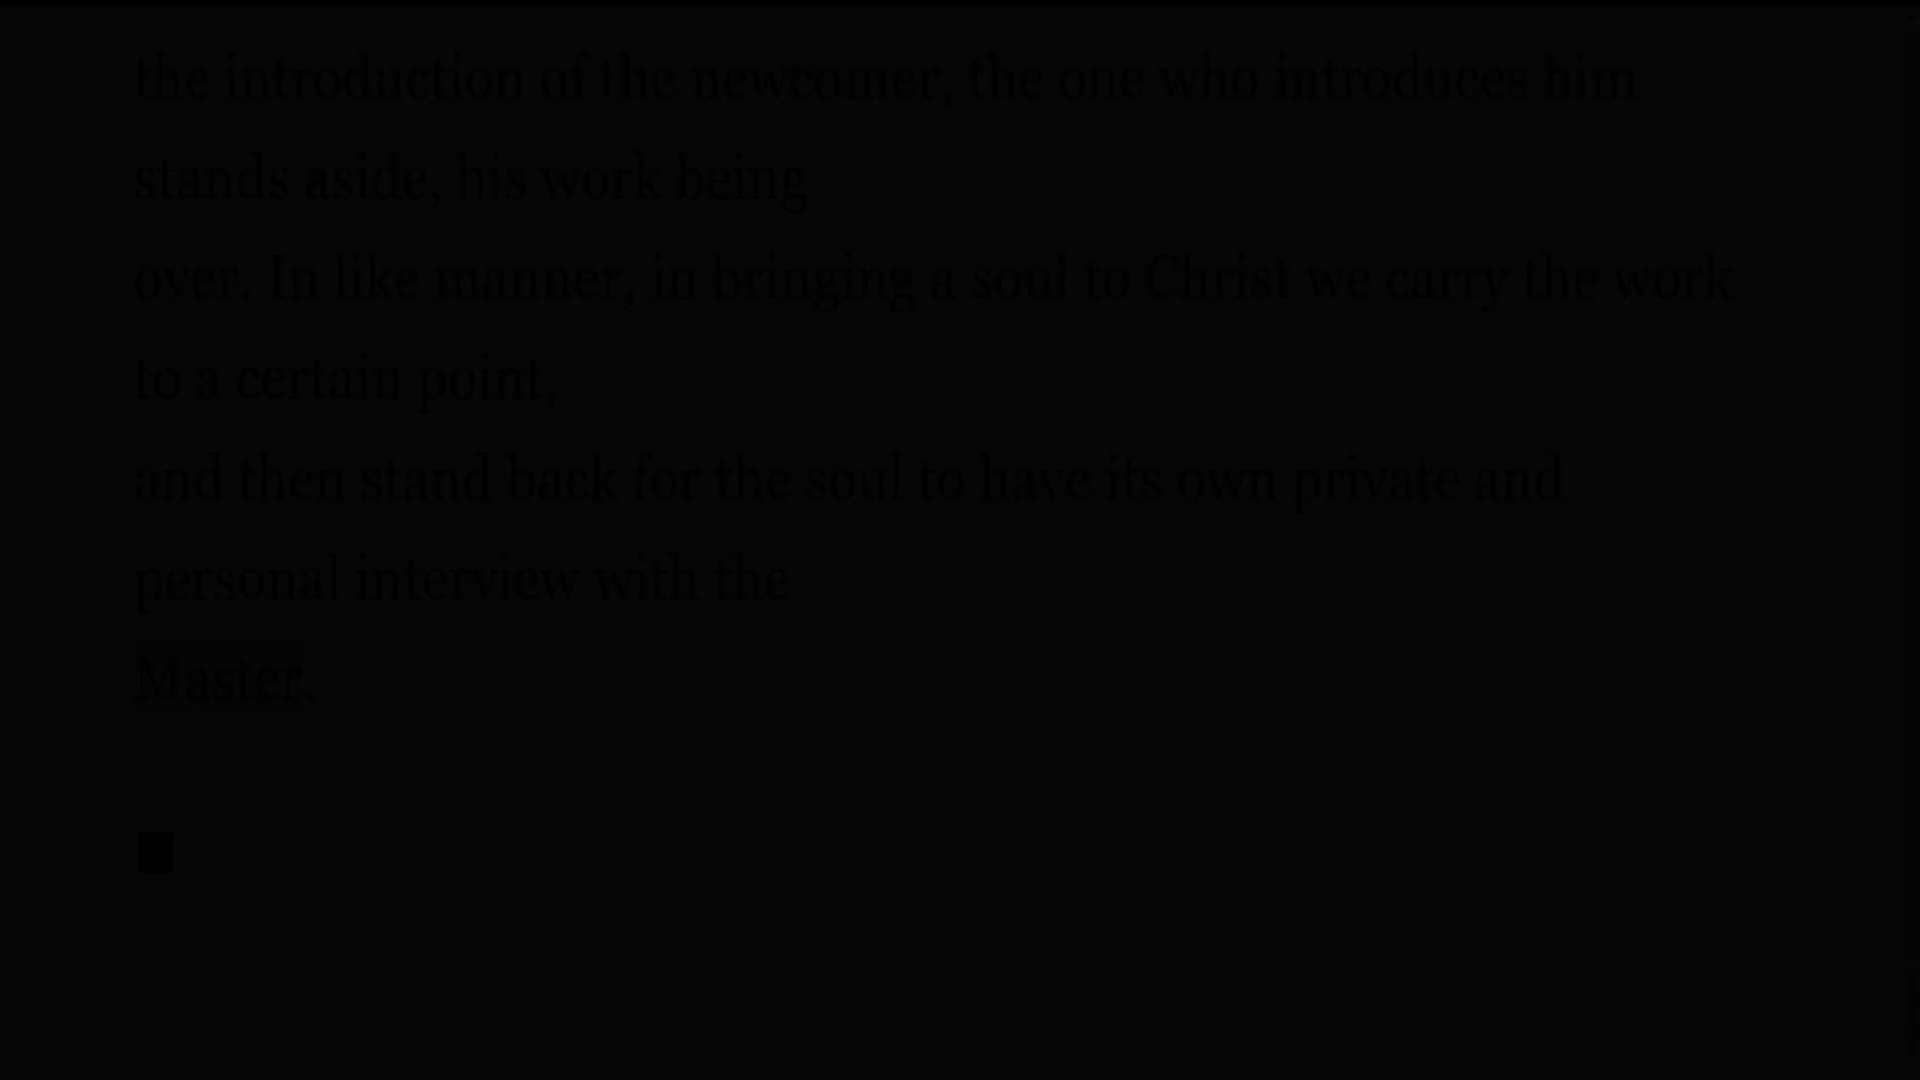 the introduction of the newcomer, the one who introduces him
stands aside, his work being
over. In like manner, in bringing a soul to Christ we carry the work
to a certain point,
and then stand back for the soul to have its own private and
personal interview with the
Master.